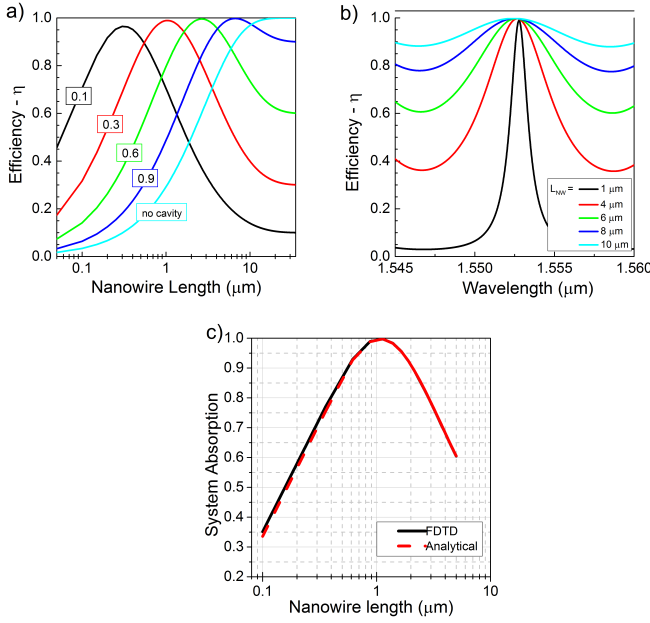 a)
Efficiency - η
1.0
0.8
0.6
0.4
0.2
0.0
0.1
0.3
0.6
0.9
no cavity
0.1
1
10
Nanowire Length (μm)
b)
Efficiency - η
1.0
0.8
0.6
0.4
0.2
0.0
L_NW = 1 μm
4 μm
6 μm
8 μm
10 μm
1.545
1.550
1.555
1.560
Wavelength (μm)
c)
System Absorption
1.0
0.9
0.8
0.7
0.6
0.5
0.4
0.3
0.2
FDTD
Analytical
0.1
1
10
Nanowire length (μm)